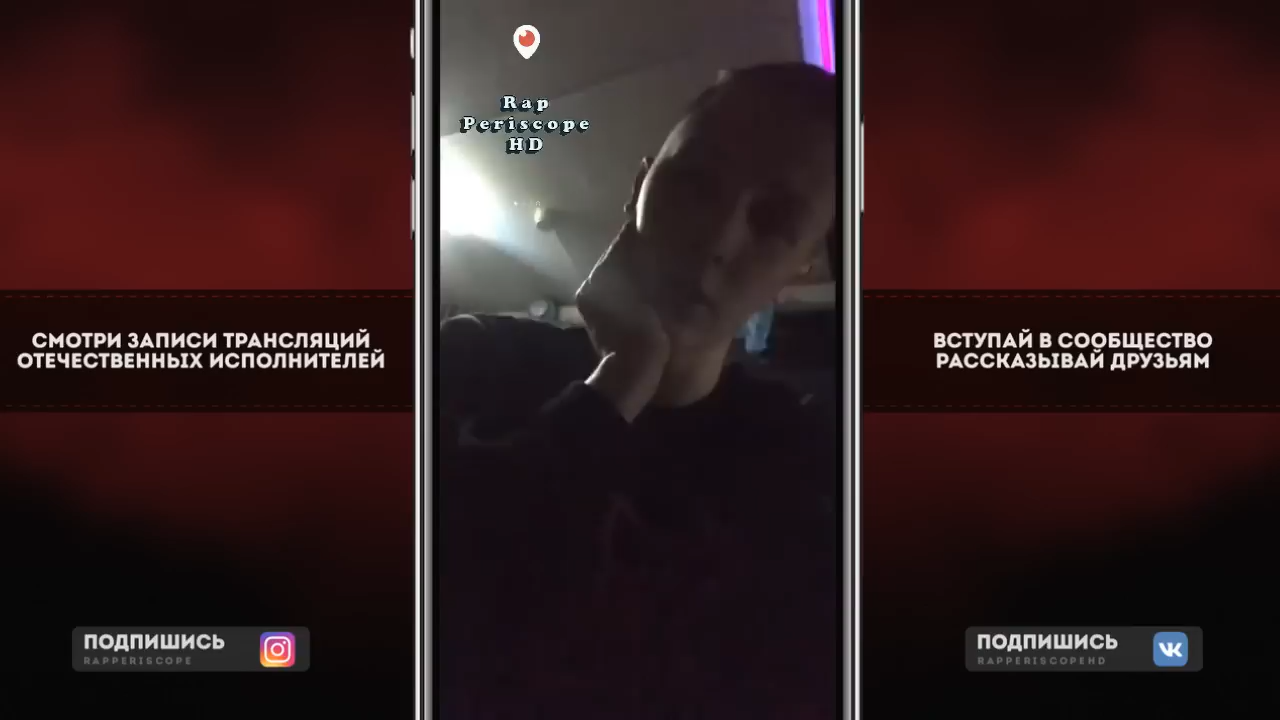 Rap
Periscope
HD
СМОТРИ ЗАПИСИ ТРАНСЛЯЦИЙ
ОТЕЧЕСТВЕННЫХ ИСПОЛНИТЕЛЕЙ
ВСТУПАЙ В СООБЩЕСТВО
РАССКАЗЫВАЙ ДРУЗЬЯМ
ПОДПИШИСЬ
RAPPERISCOPE
ПОДПИШИСЬ
RAPPERISCOPEHD